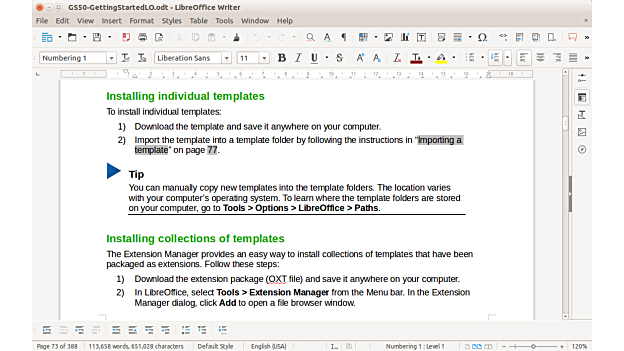 GS50-GettingStartedLO.odt - LibreOffice Writer
File Edit View Insert Format Styles Table Tools Window Help
Numbering 1 Liberation Sans 11
Installing individual templates
To install individual templates:
1) Download the template and save it anywhere on your computer.
2) Import the template into a template folder by following the instructions in “Importing a
template” on page 77.
Tip
You can manually copy new templates into the template folders. The location varies
with your computer’s operating system. To learn where the template folders are stored
on your computer, go to Tools > Options > LibreOffice > Paths.
Installing collections of templates
The Extension Manager provides an easy way to install collections of templates that have been
packaged as extensions. Follow these steps:
1) Download the extension package (OXT file) and save it anywhere on your computer.
2) In LibreOffice, select Tools > Extension Manager from the Menu bar. In the Extension
Manager dialog, click Add to open a file browser window.
Page 73 of 388 113,658 words, 651,028 characters Default Style English (USA) Numbering 1 : Level 1 120%